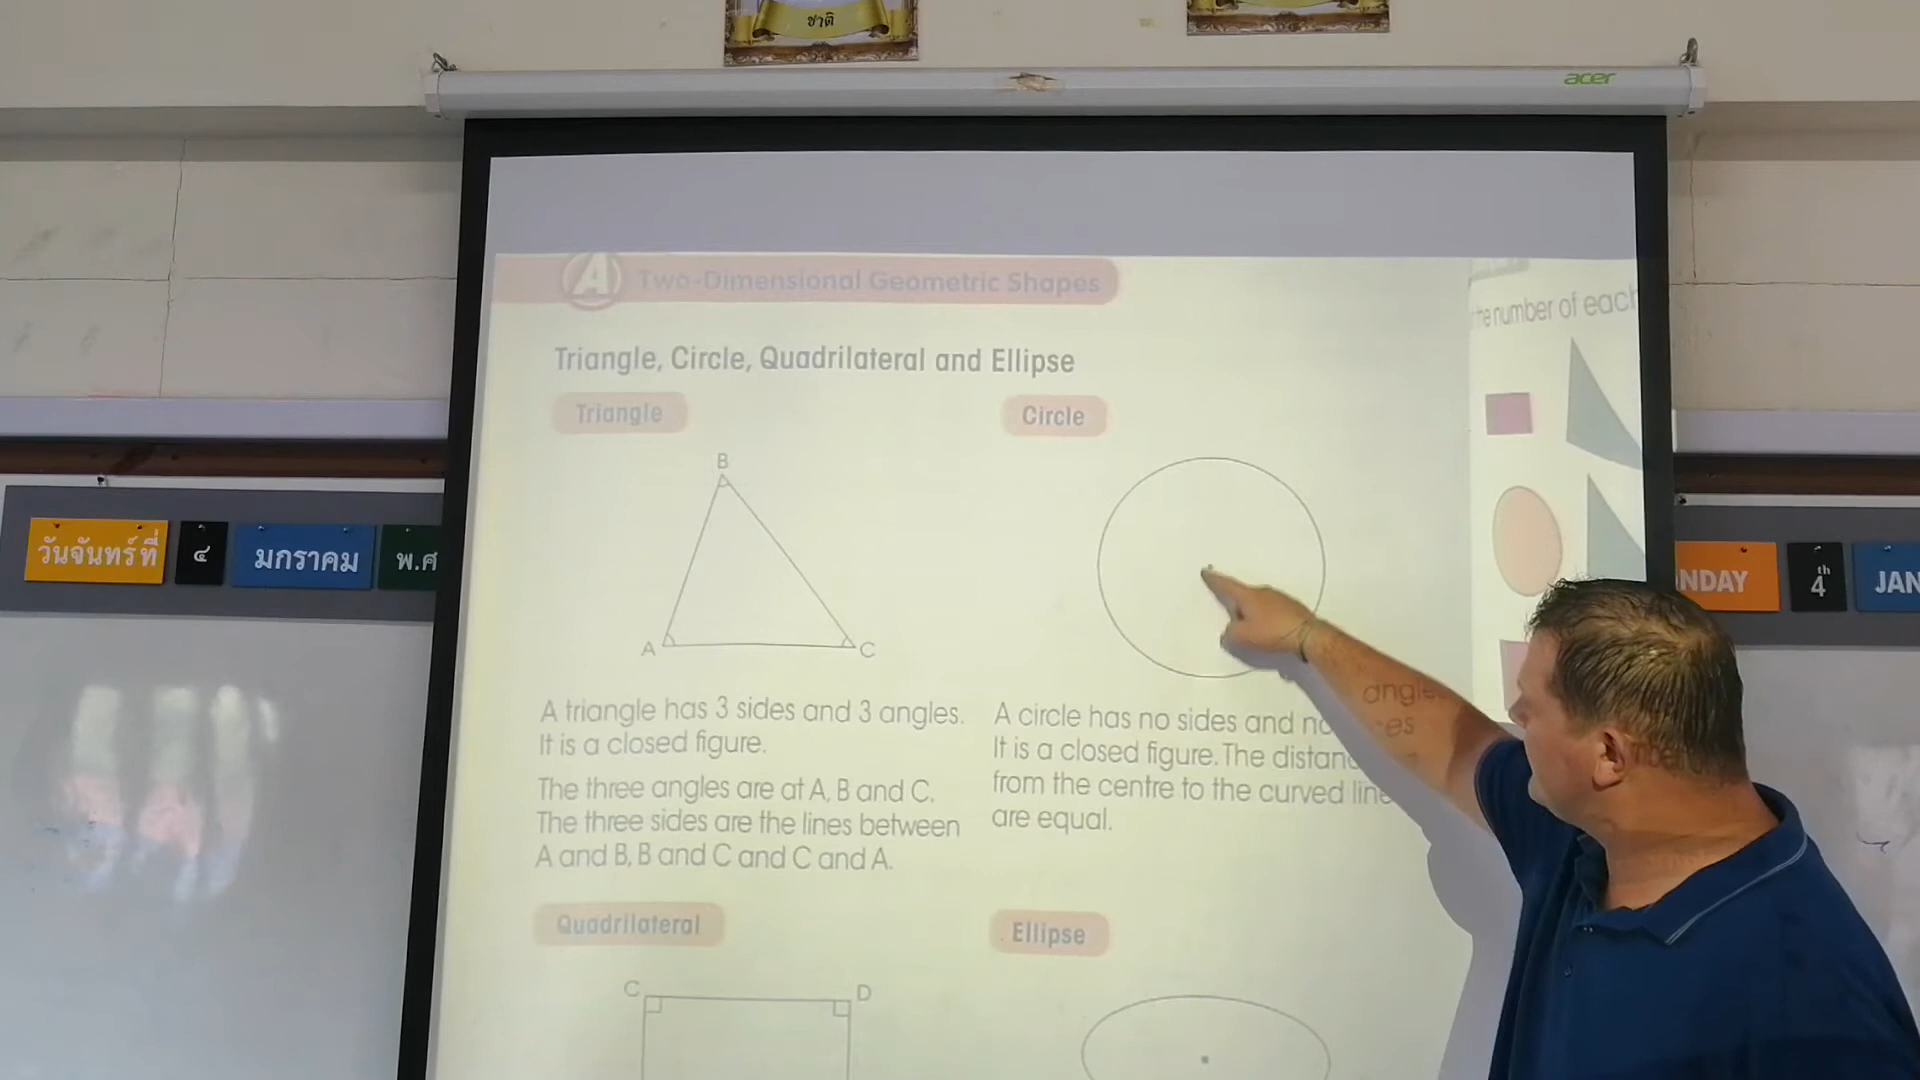 ชาติ
acer
A Two-Dimensional Geometric Shapes
the number of each
Triangle, Circle, Quadrilateral and Ellipse
Triangle
Circle
B
A
C
วันจันทร์ ที่ ๔ มกราคม พ.ศ
NDAY 4th JAN
A triangle has 3 sides and 3 angles.
It is a closed figure.
The three angles are at A, B and C.
The three sides are the lines between
A and B, B and C and C and A.
A circle has no sides and no angles
It is a closed figure. The distances
from the centre to the curved line
are equal.
Quadrilateral
Ellipse
C
D